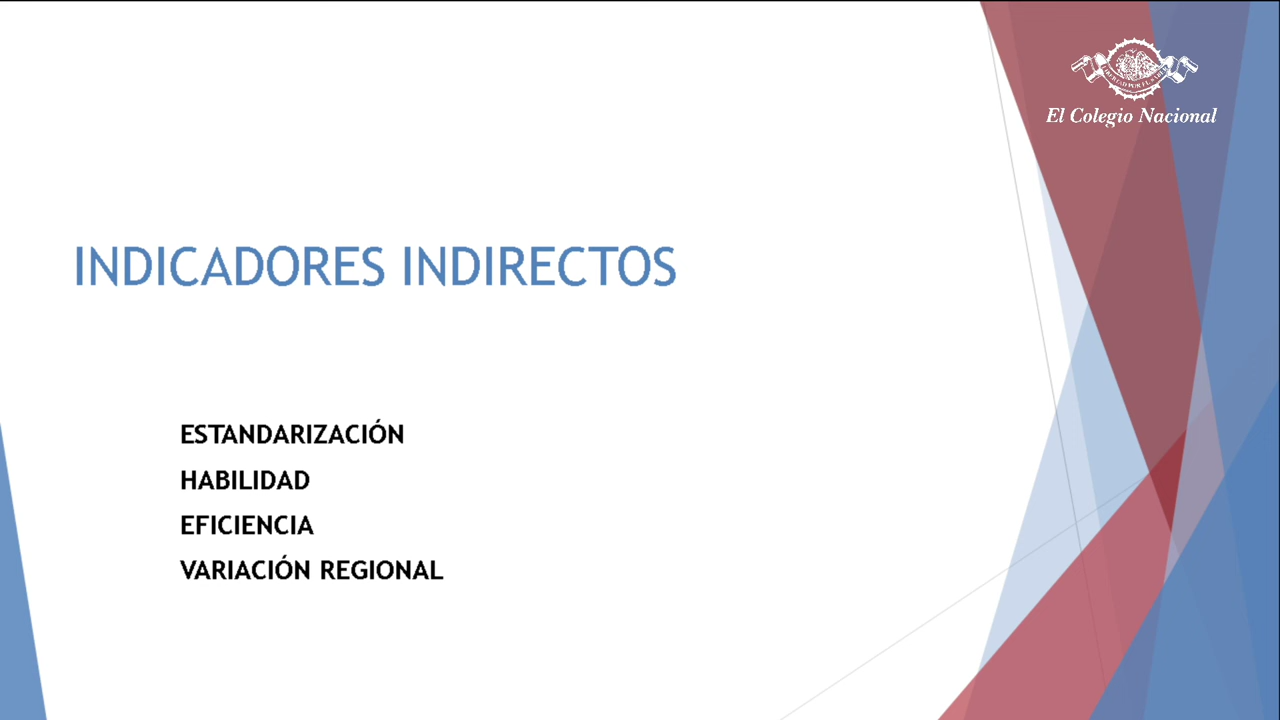 El Colegio Nacional
INDICADORES INDIRECTOS
ESTANDARIZACIÓN
HABILIDAD
EFICIENCIA
VARIACIÓN REGIONAL